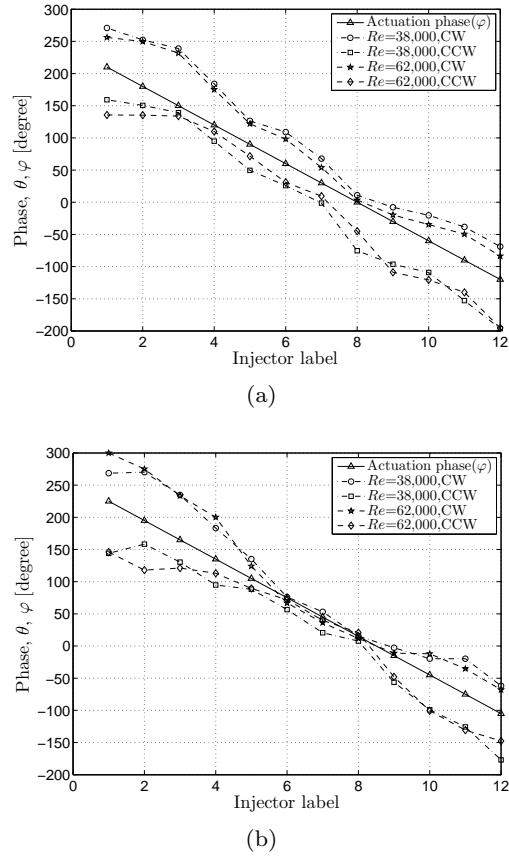 300
250
200
150
100
50
0
−50
−100
−150
−200
Phase, θ, φ [degree]
Actuation phase(φ)
Re=38,000,CW
Re=38,000,CCW
Re=62,000,CW
Re=62,000,CCW
0 2 4 6 8 10 12
Injector label
(a)
300
250
200
150
100
50
0
−50
−100
−150
−200
Phase, θ, φ [degree]
Actuation phase(φ)
Re=38,000,CW
Re=38,000,CCW
Re=62,000,CW
Re=62,000,CCW
0 2 4 6 8 10 12
Injector label
(b)